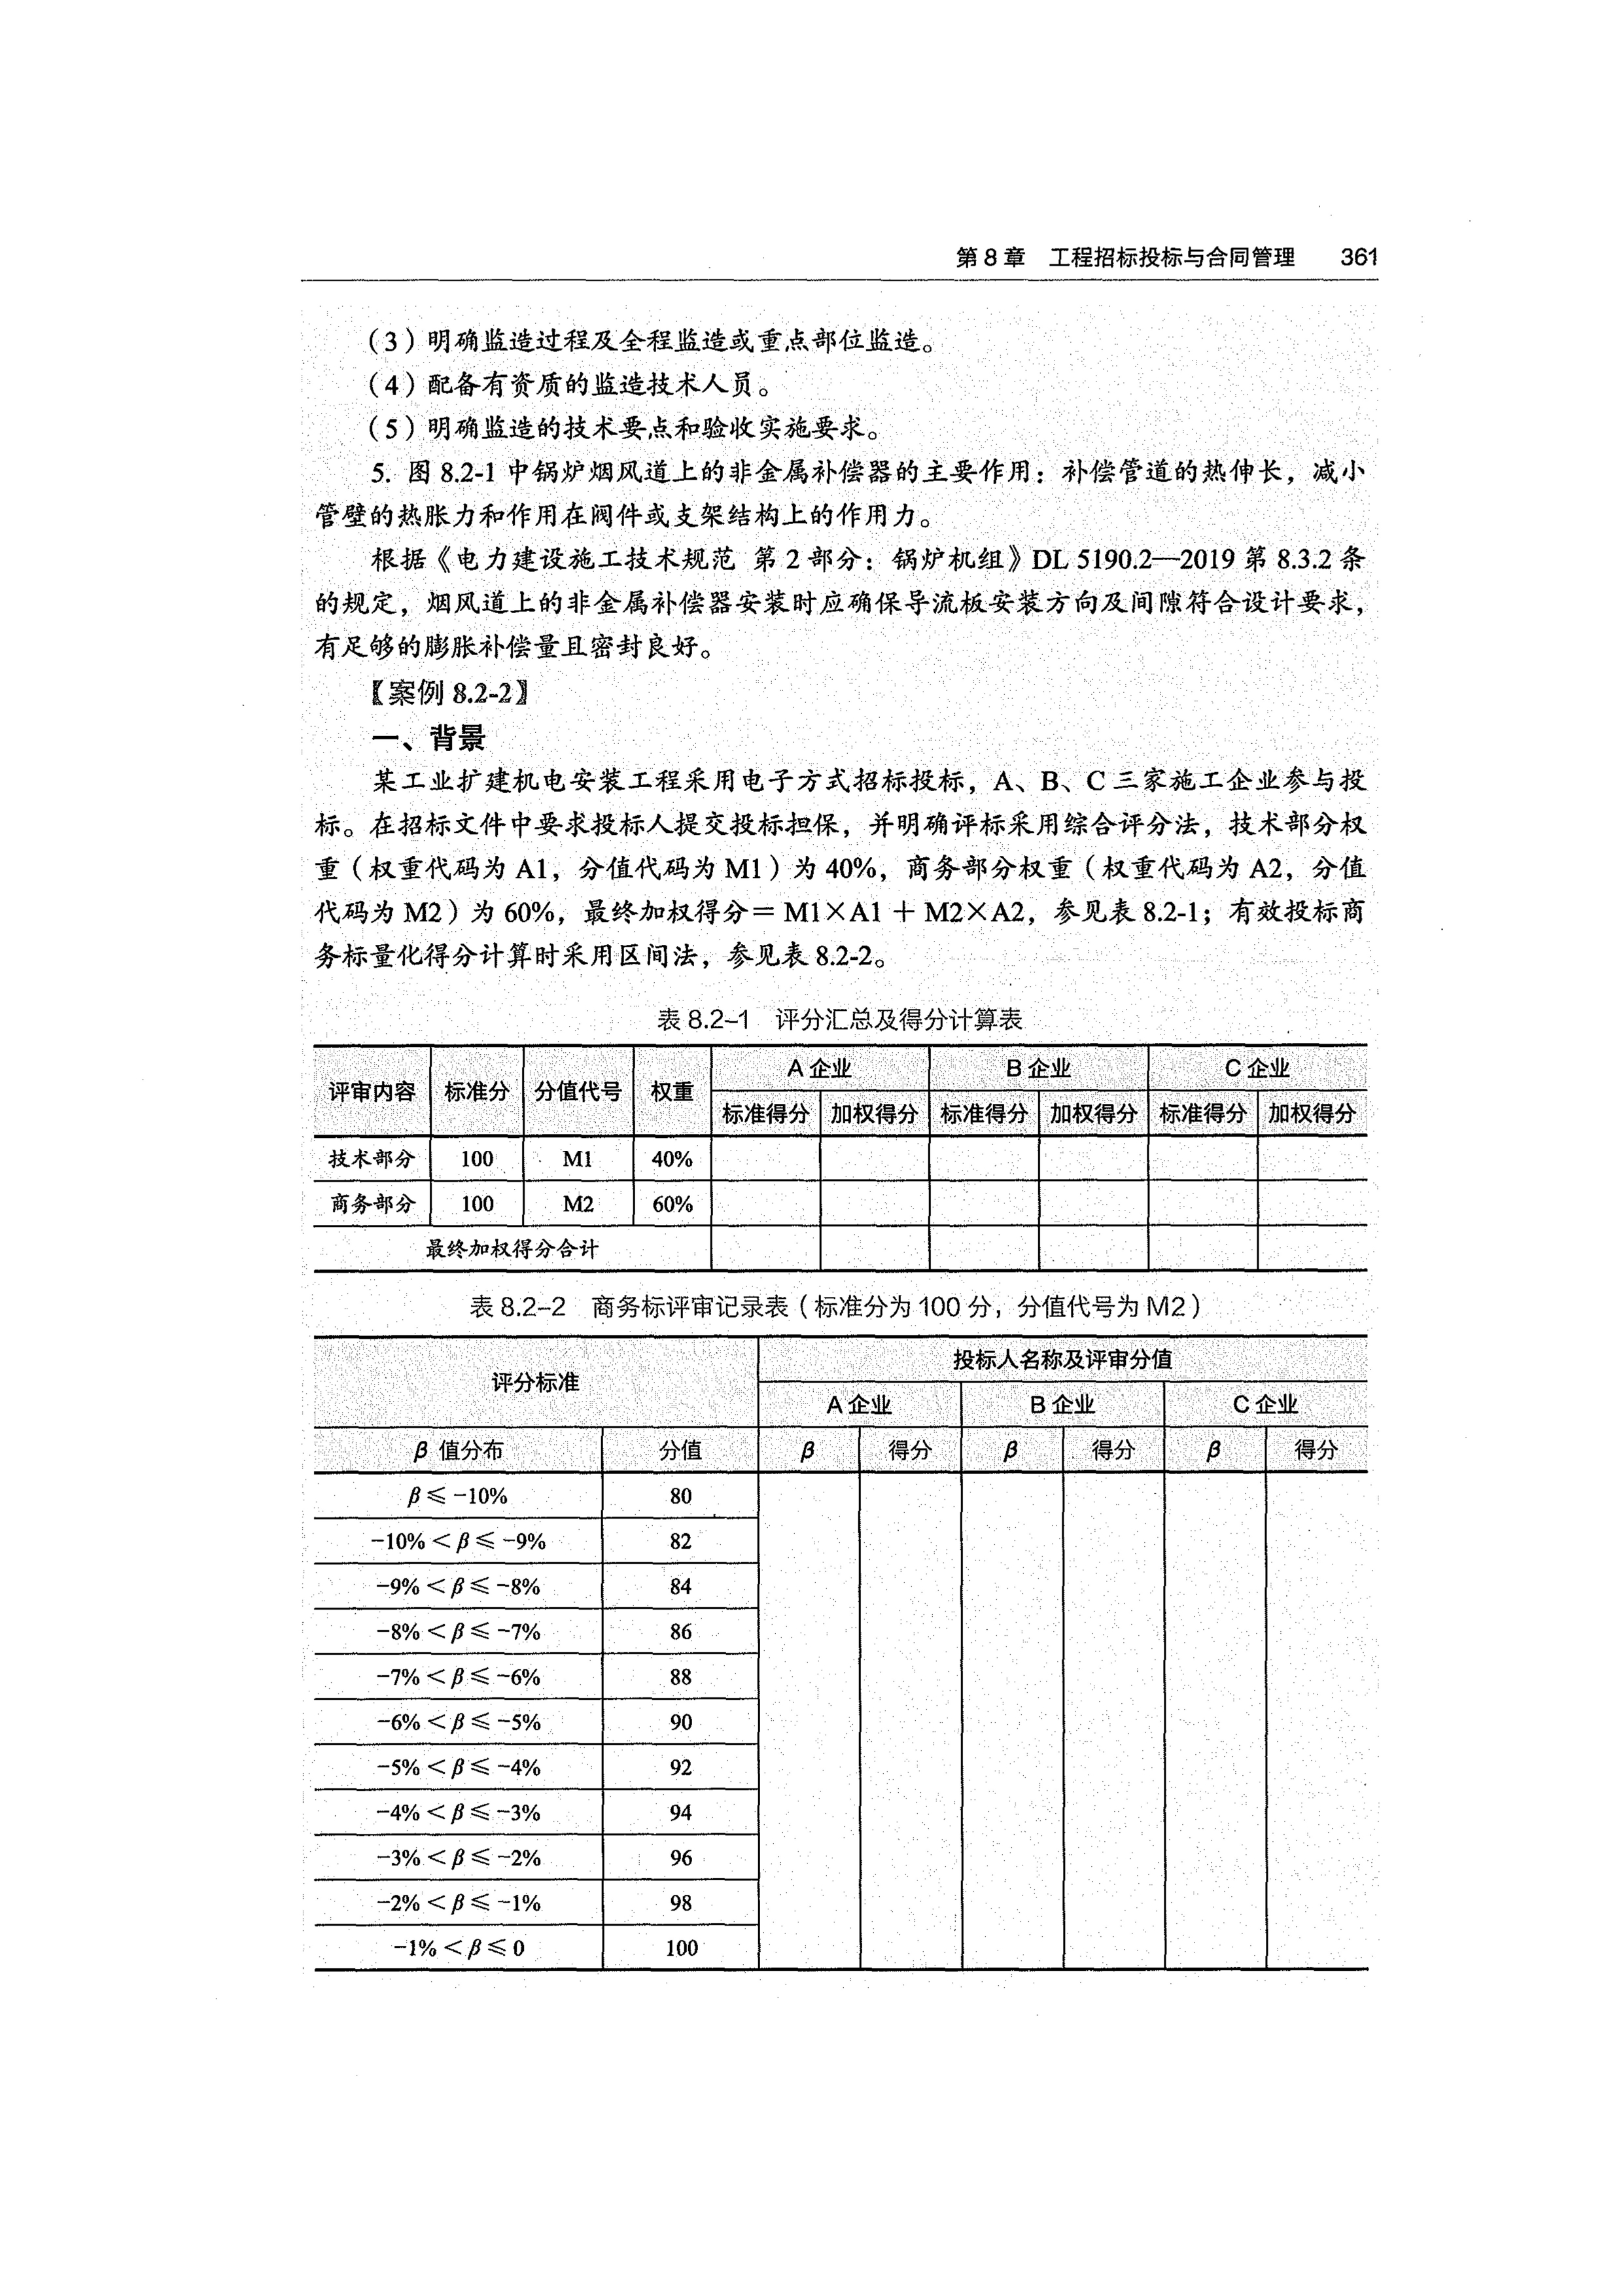 第 8 章 工程招标投标与合同管理 361
（3）明确监造过程及全程监造或重点部位监造。
（4）配备有资质的监造技术人员。
（5）明确监造的技术要点和验收实施要求。
5. 图 8.2-1 中锅炉烟风道上的非金属补偿器的主要作用：补偿管道的热伸长，减小
管壁的热胀力和作用在阀件或支架结构上的作用力。
根据《电力建设施工技术规范 第 2 部分：锅炉机组》DL 5190.2—2019 第 8.3.2 条
的规定，烟风道上的非金属补偿器安装时应确保导流板安装方向及间隙符合设计要求，
有足够的膨胀补偿量且密封良好。
【案例 8.2-2】
一、背景
某工业扩建机电安装工程采用电子方式招标投标，A、B、C 三家施工企业参与投
标。在招标文件中要求投标人提交投标担保，并明确评标采用综合评分法，技术部分权
重（权重代码为 A1，分值代码为 M1）为 40%，商务部分权重（权重代码为 A2，分值
代码为 M2）为 60%，最终加权得分＝ M1×A1 ＋ M2×A2，参见表 8.2-1；有效投标商
务标量化得分计算时采用区间法，参见表 8.2-2。
表 8.2-1 评分汇总及得分计算表
评审内容 标准分 分值代号 权重 A 企业 B 企业 C 企业
标准得分 加权得分 标准得分 加权得分 标准得分 加权得分
技术部分 100 M1 40%
商务部分 100 M2 60%
最终加权得分合计
表 8.2-2 商务标评审记录表（标准分为 100 分，分值代号为 M2）
评分标准 投标人名称及评审分值
A 企业 B 企业 C 企业
β 值分布 分值 β 得分 β 得分 β 得分
β ≤ -10% 80
-10% ＜ β ≤ -9% 82
-9% ＜ β ≤ -8% 84
-8% ＜ β ≤ -7% 86
-7% ＜ β ≤ -6% 88
-6% ＜ β ≤ -5% 90
-5% ＜ β ≤ -4% 92
-4% ＜ β ≤ -3% 94
-3% ＜ β ≤ -2% 96
-2% ＜ β ≤ -1% 98
-1% ＜ β ≤ 0 100